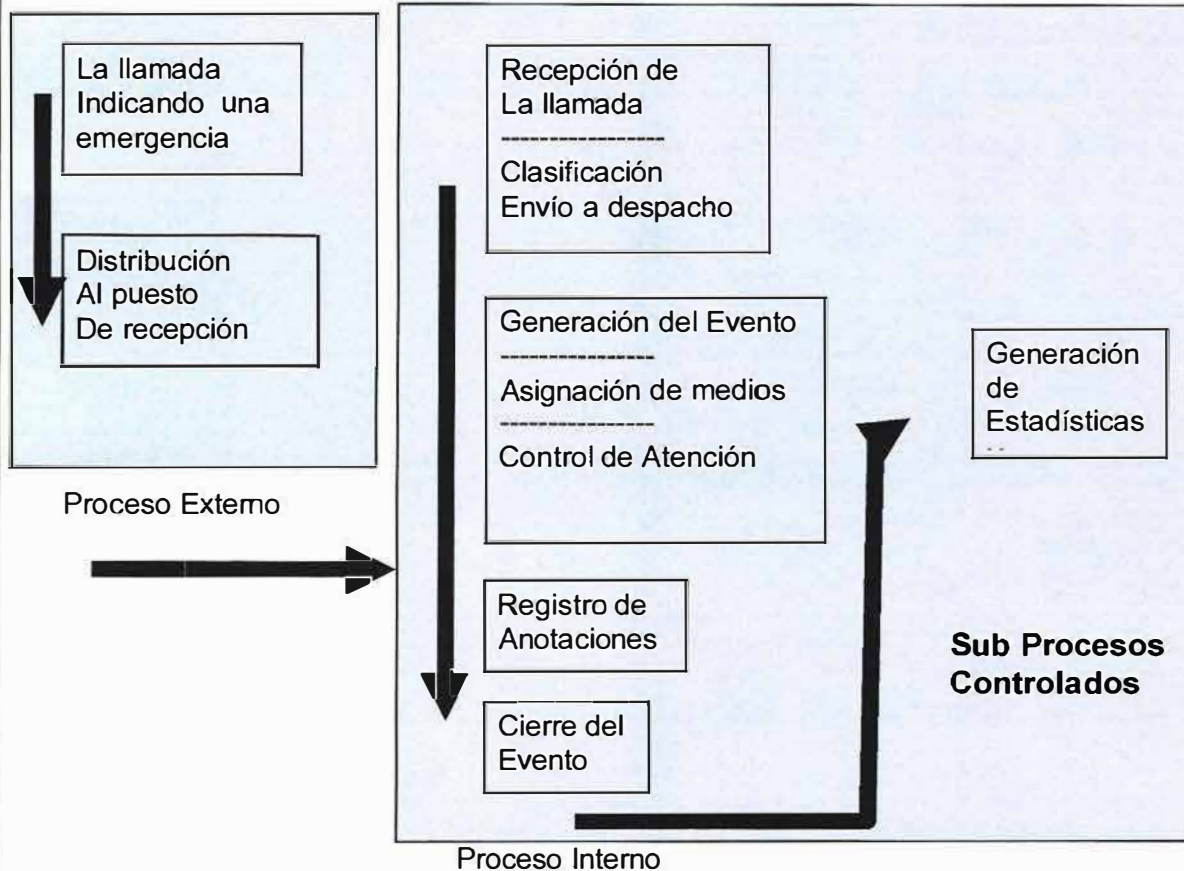 La llamada
Indicando una
emergencia
Distribución
Al puesto
De recepción
Proceso Externo
Recepción de
La llamada
-----------------
Clasificación
Envío a despacho
Generación del Evento
----------------
Asignación de medios
----------------
Control de Atención
Registro de
Anotaciones
Cierre del
Evento
Generación
de
Estadísticas
--
Sub Procesos
Controlados
Proceso Interno